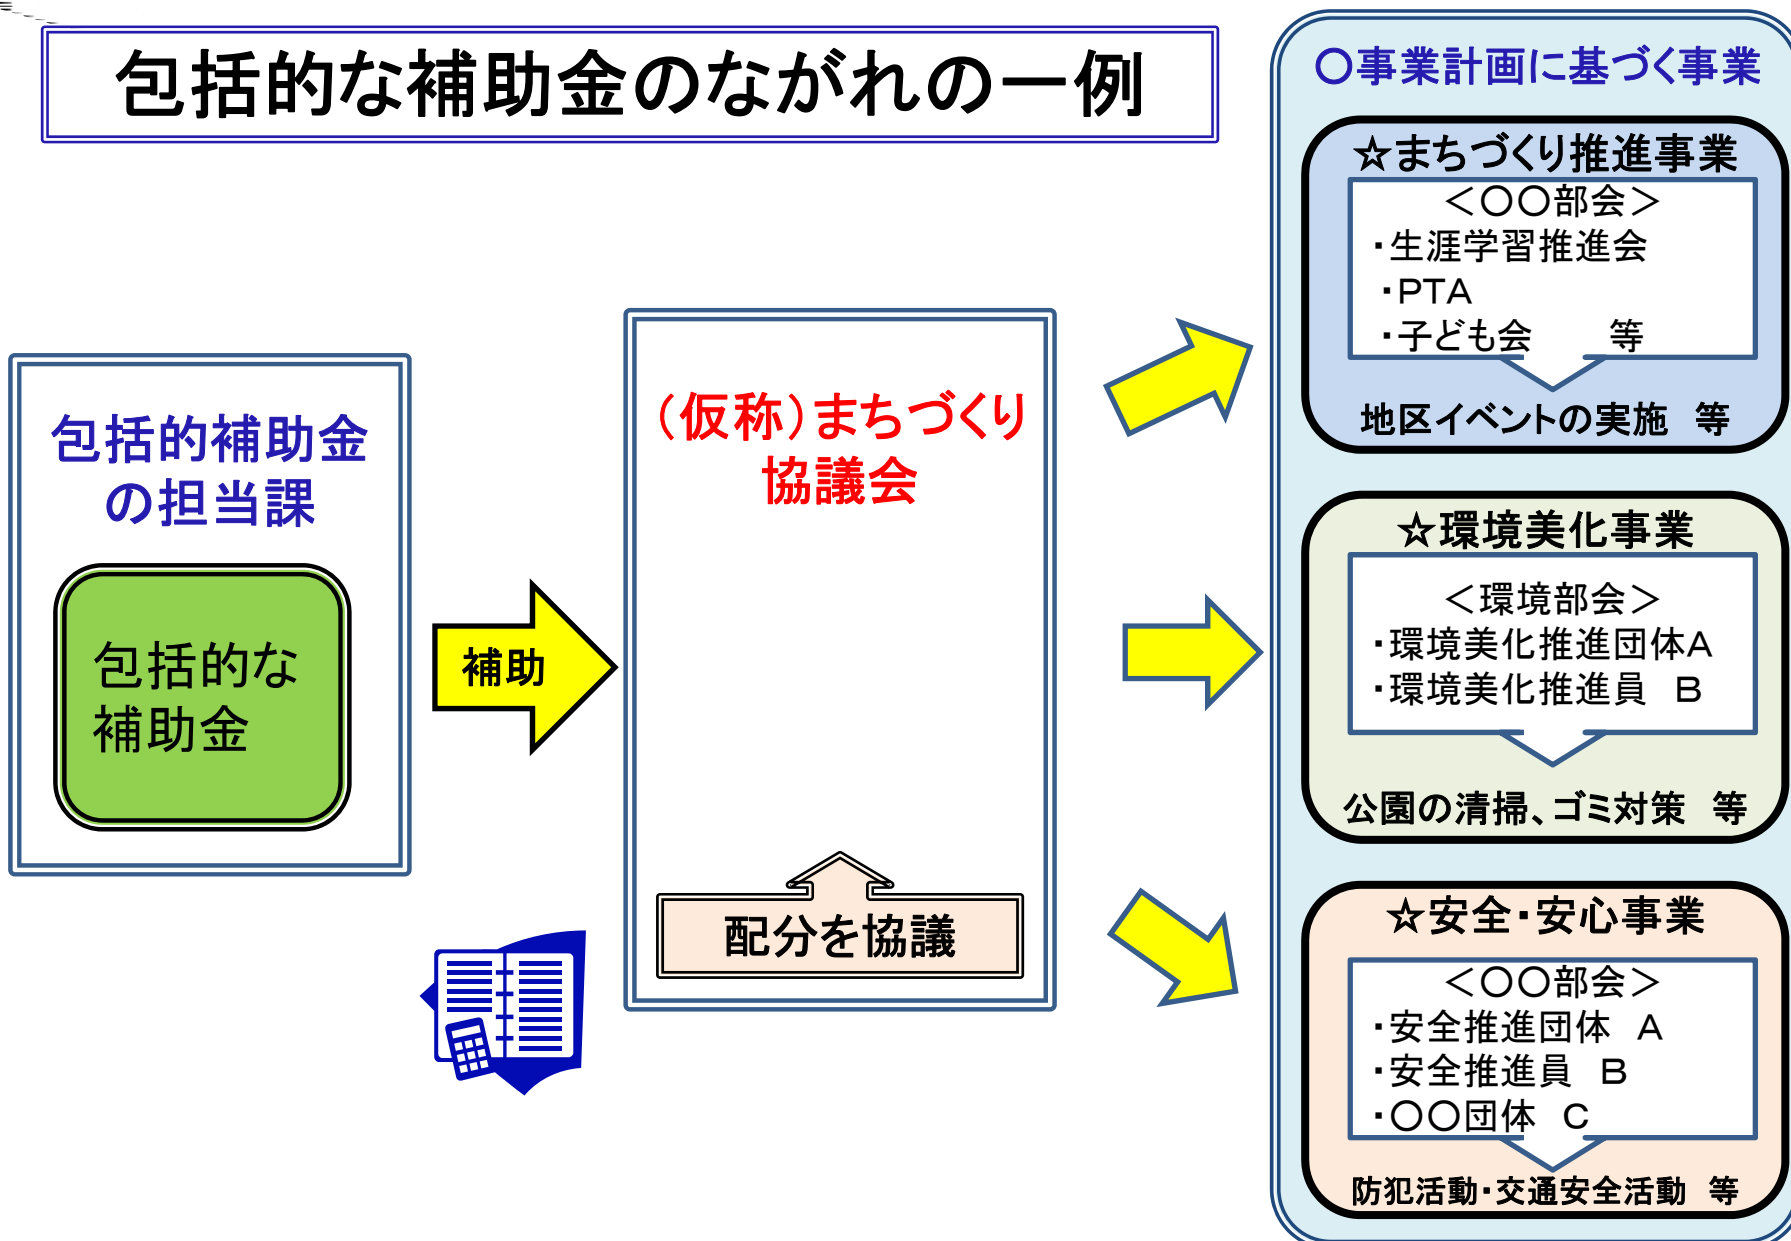 包括的な補助金のながれの一例
包括的補助金
の担当課
包括的な
補助金
補助
（仮称）まちづくり
協議会
配分を協議
〇事業計画に基づく事業
☆まちづくり推進事業
＜〇〇部会＞
・生涯学習推進会
・PTA
・子ども会　　等
地区イベントの実施　等
☆環境美化事業
＜環境部会＞
・環境美化推進団体A
・環境美化推進員　B
公園の清掃、ゴミ対策　等
☆安全・安心事業
＜〇〇部会＞
・安全推進団体　A
・安全推進員　B
・〇〇団体　C
防犯活動・交通安全活動　等